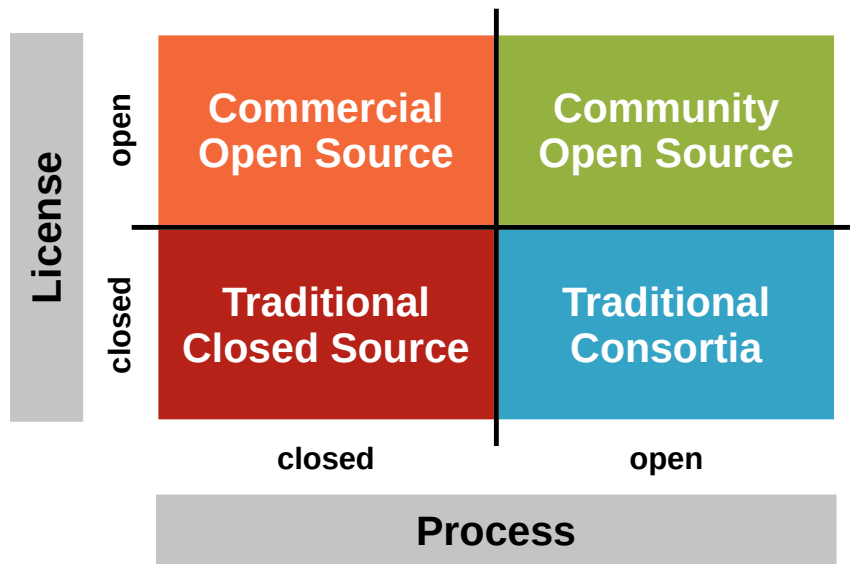 License
open
Commercial
Open Source
Community
Open Source
closed
Traditional
Closed Source
Traditional
Consortia
closed
open
Process